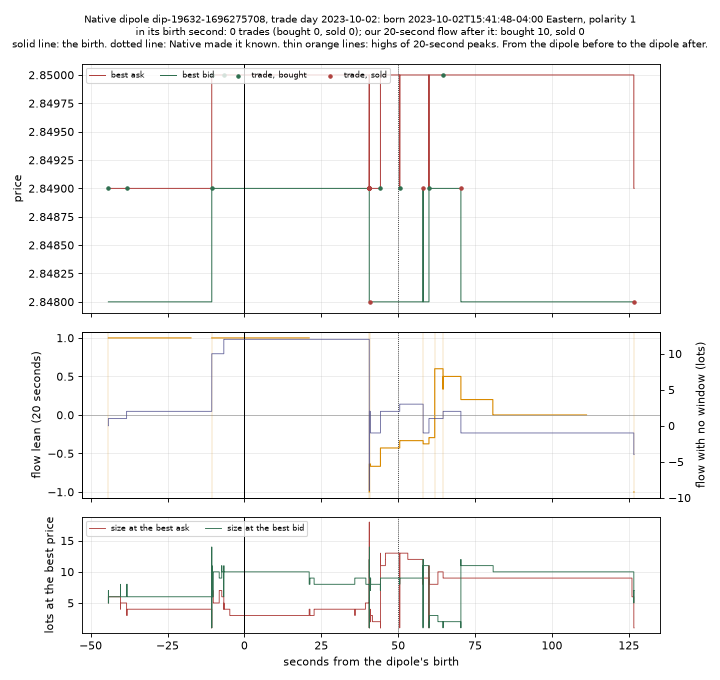 Native dipole dip-19632-1696275708, trade day 2023-10-02: born 2023-10-02T15:41:48-04:00 Eastern, polarity 1
in its birth second: 0 trades (bought 0, sold 0); our 20-second flow after it: bought 10, sold 0
solid line: the birth. dotted line: Native made it known. thin orange lines: highs of 20-second peaks. From the dipole before to the dipole after.
best ask best bid trade, bought trade, sold
2.85000
2.84975
2.84950
2.84925
2.84900
2.84875
2.84850
2.84825
2.84800
price
1.0
0.5
0.0
−0.5
−1.0
flow lean (20 seconds)
10
5
0
−5
−10
flow with no window (lots)
size at the best ask size at the best bid
15
10
5
lots at the best price
−50 −25 0 25 50 75 100 125
seconds from the dipole's birth